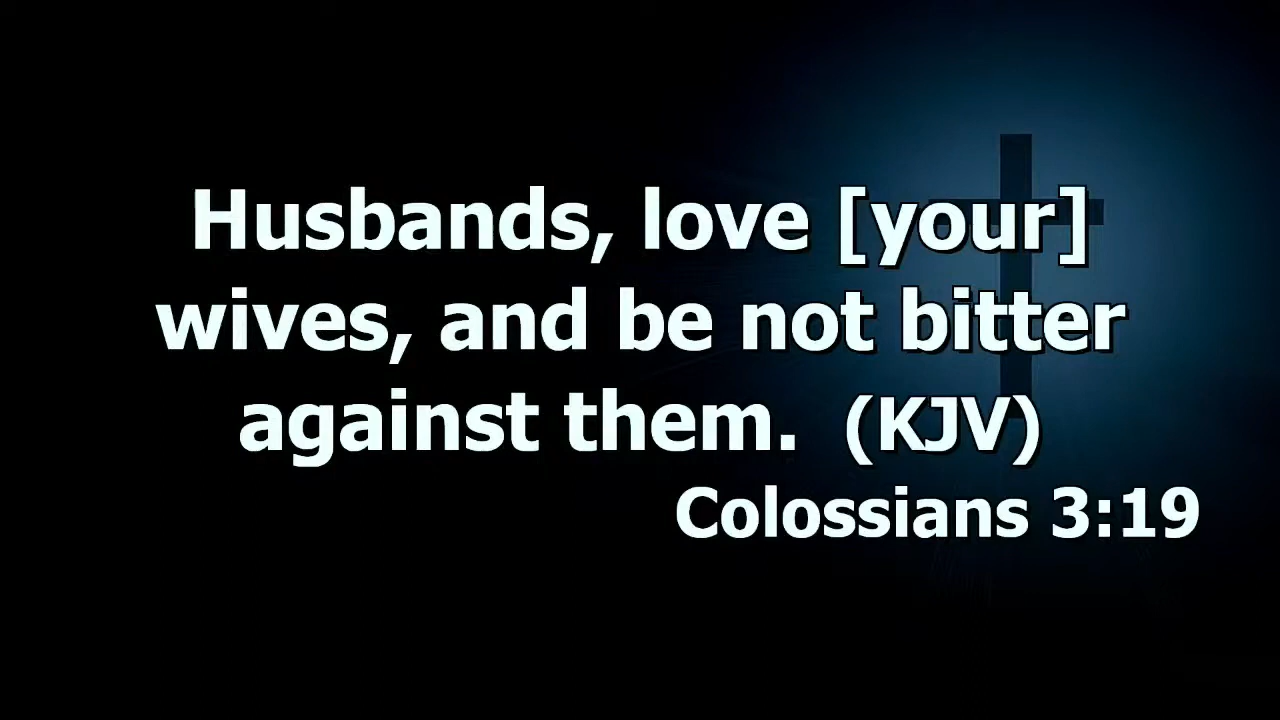 Husbands, love [your]
wives, and be not bitter
against them.  (KJV)
Colossians 3:19